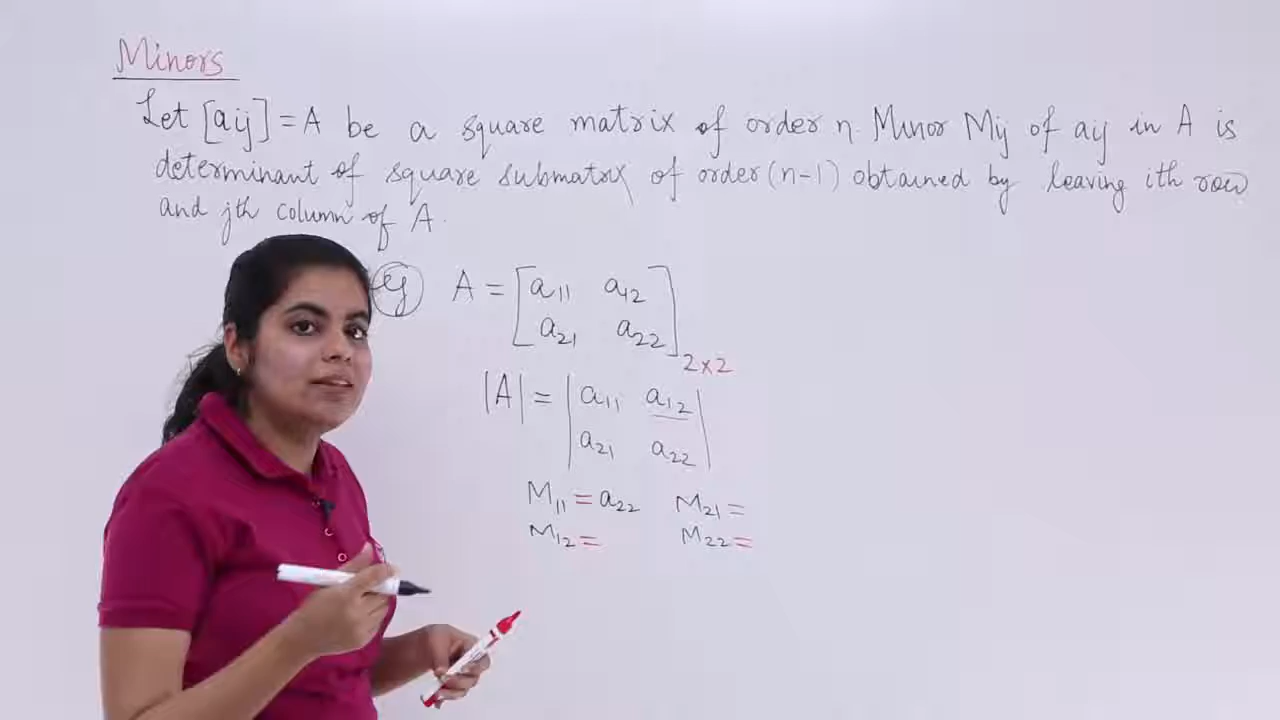 Minors
Let [aij] = A be a square matrix of order n. Minor Mij of aij in A is
determinant of square submatrix of order (n-1) obtained by leaving ith row
and jth column of A.
Eg A = [a11 a12
a21 a22] 2×2
|A| = |a11 a12
a21 a22|
M11 = a22 M21 =
M12 = M22 =